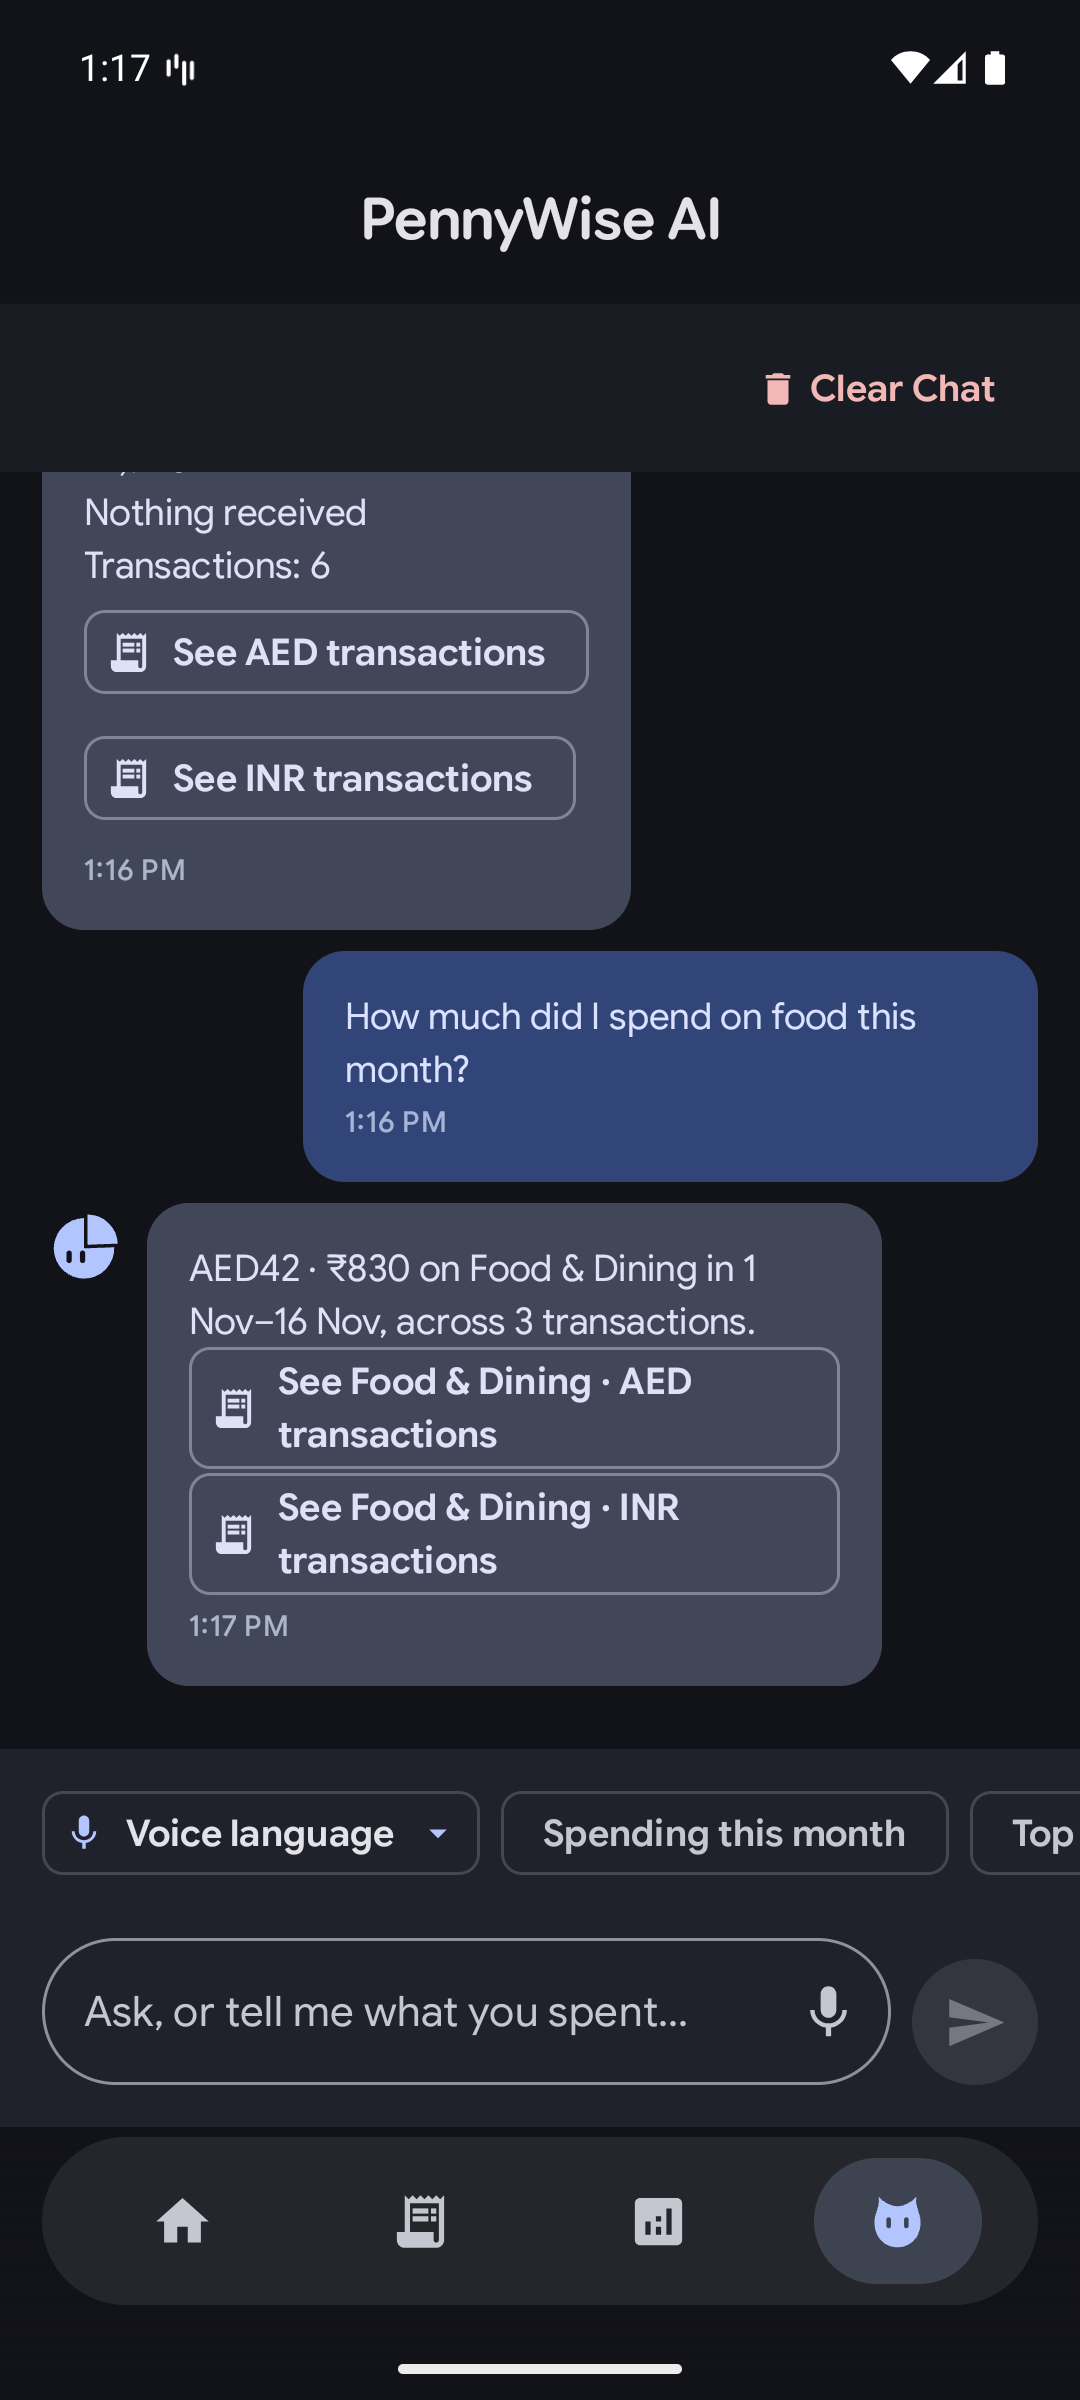 1:17
PennyWise AI
Clear Chat
Nothing received
Transactions: 6
See AED transactions
See INR transactions
1:16 PM
How much did I spend on food this
month?
1:16 PM
AED42 · ₹830 on Food & Dining in 1
Nov–16 Nov, across 3 transactions.
See Food & Dining · AED
transactions
See Food & Dining · INR
transactions
1:17 PM
Voice language
Spending this month
Top
Ask, or tell me what you spent...